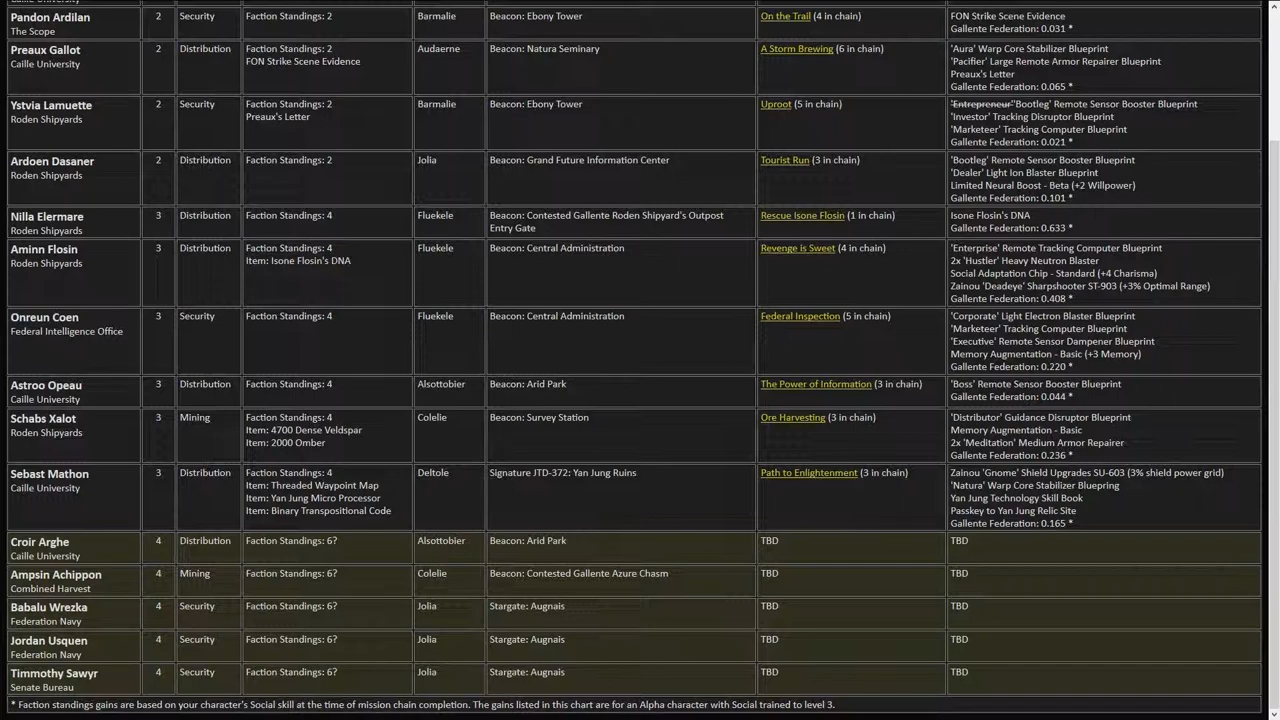 Caille University
Pandon Ardilan 2 Security Faction Standings: 2 Barmalie Beacon: Ebony Tower On the Trail (4 in chain) FON Strike Scene Evidence
The Scope Gallente Federation: 0.031 *
Preaux Gallot 2 Distribution Faction Standings: 2 Audaerne Beacon: Natura Seminary A Storm Brewing (6 in chain) 'Aura' Warp Core Stabilizer Blueprint
Caille University FON Strike Scene Evidence 'Pacifier' Large Remote Armor Repairer Blueprint
Preaux's Letter
Gallente Federation: 0.065 *
Ystvia Lamuette 2 Security Faction Standings: 2 Barmalie Beacon: Ebony Tower Uproot (5 in chain) 'Entrepreneur' 'Bootleg' Remote Sensor Booster Blueprint
Roden Shipyards Preaux's Letter 'Investor' Tracking Disruptor Blueprint
'Marketeer' Tracking Computer Blueprint
Gallente Federation: 0.021 *
Ardoen Dasaner 2 Distribution Faction Standings: 2 Jolia Beacon: Grand Future Information Center Tourist Run (3 in chain) 'Bootleg' Remote Sensor Booster Blueprint
Roden Shipyards 'Dealer' Light Ion Blaster Blueprint
Limited Neural Boost - Beta (+2 Willpower)
Gallente Federation: 0.101 *
Nilla Elermare 3 Distribution Faction Standings: 4 Fluekele Beacon: Contested Gallente Roden Shipyard's Outpost Rescue Isone Flosin (1 in chain) Isone Flosin's DNA
Roden Shipyards Entry Gate Gallente Federation: 0.633 *
Aminn Flosin 3 Distribution Faction Standings: 4 Fluekele Beacon: Central Administration Revenge is Sweet (4 in chain) 'Enterprise' Remote Tracking Computer Blueprint
Roden Shipyards Item: Isone Flosin's DNA 2x 'Hustler' Heavy Neutron Blaster
Social Adaptation Chip - Standard (+4 Charisma)
Zainou 'Deadeye' Sharpshooter ST-903 (+3% Optimal Range)
Gallente Federation: 0.408 *
Onreun Coen 3 Security Faction Standings: 4 Fluekele Beacon: Central Administration Federal Inspection (5 in chain) 'Corporate' Light Electron Blaster Blueprint
Federal Intelligence Office 'Marketeer' Tracking Computer Blueprint
'Executive' Remote Sensor Dampener Blueprint
Memory Augmentation - Basic (+3 Memory)
Gallente Federation: 0.220 *
Astroo Opeau 3 Distribution Faction Standings: 4 Alsottobier Beacon: Arid Park The Power of Information (3 in chain) 'Boss' Remote Sensor Booster Blueprint
Caille University Gallente Federation: 0.044 *
Schabs Xalot 3 Mining Faction Standings: 4 Colelie Beacon: Survey Station Ore Harvesting (3 in chain) 'Distributor' Guidance Disruptor Blueprint
Roden Shipyards Item: 4700 Dense Veldspar Memory Augmentation - Basic
Item: 2000 Omber 2x 'Meditation' Medium Armor Repairer
Gallente Federation: 0.236 *
Sebast Mathon 3 Distribution Faction Standings: 4 Deltole Signature JTD-372: Yan Jung Ruins Path to Enlightenment (3 in chain) Zainou 'Gnome' Shield Upgrades SU-603 (3% shield power grid)
Caille University Item: Threaded Waypoint Map 'Natura' Warp Core Stabilizer Bluepring
Item: Yan Jung Micro Processor Yan Jung Technology Skill Book
Item: Binary Transpositional Code Passkey to Yan Jung Relic Site
Gallente Federation: 0.165 *
Croir Arghe 4 Distribution Faction Standings: 6? Alsottobier Beacon: Arid Park TBD TBD
Caille University
Ampsin Achippon 4 Mining Faction Standings: 6? Colelie Beacon: Contested Gallente Azure Chasm TBD TBD
Combined Harvest
Babalu Wrezka 4 Security Faction Standings: 6? Jolia Stargate: Augnais TBD TBD
Federation Navy
Jordan Usquen 4 Security Faction Standings: 6? Jolia Stargate: Augnais TBD TBD
Federation Navy
Timmothy Sawyr 4 Security Faction Standings: 6? Jolia Stargate: Augnais TBD TBD
Senate Bureau
* Faction standings gains are based on your character's Social skill at the time of mission chain completion. The gains listed in this chart are for an Alpha character with Social trained to level 3.